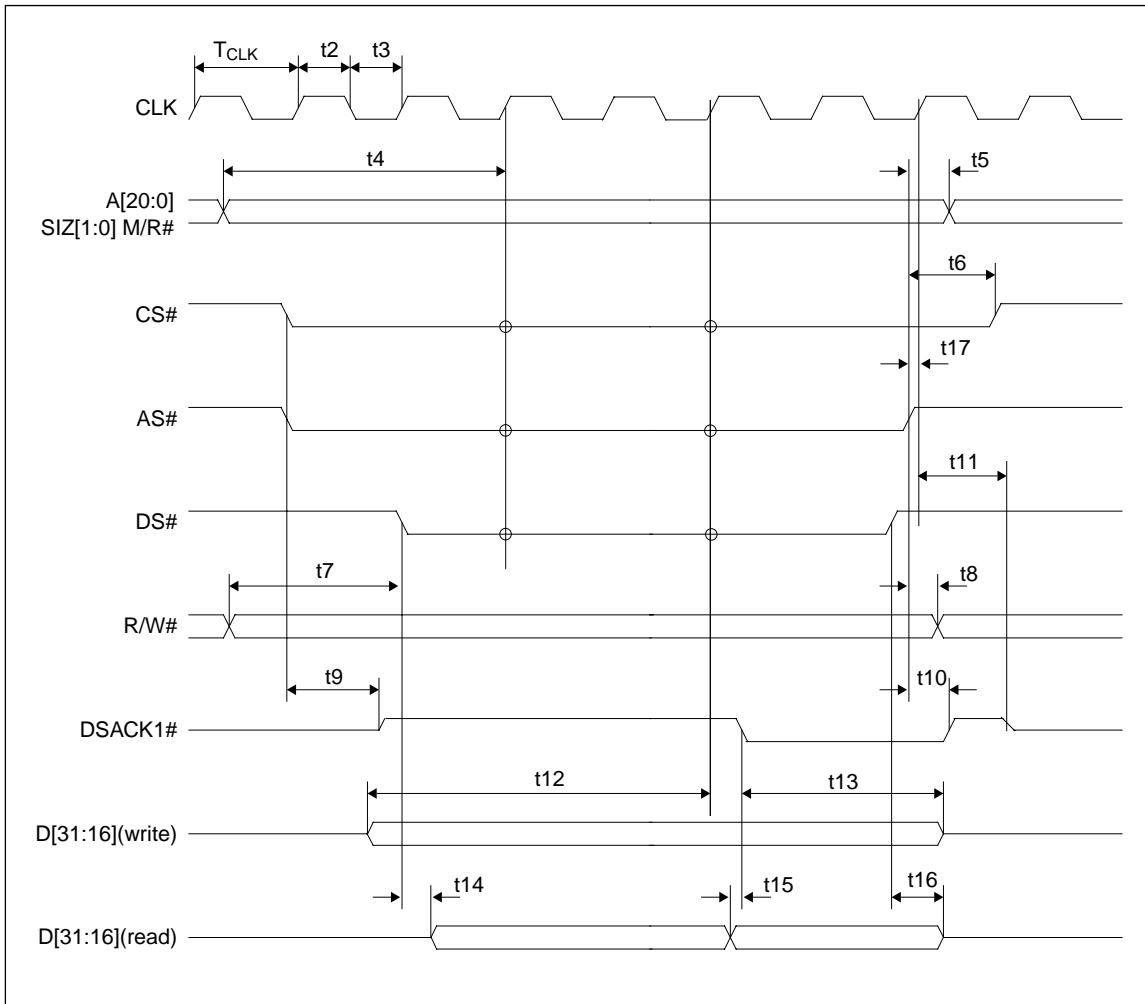 TCLK t2 t3
CLK
t4 t5
A[20:0]
SIZ[1:0] M/R#
t6
CS#
t17
AS#
t11
DS#
t7 t8
R/W#
t9 t10
DSACK1#
t12 t13
D[31:16](write)
t14 t15 t16
D[31:16](read)